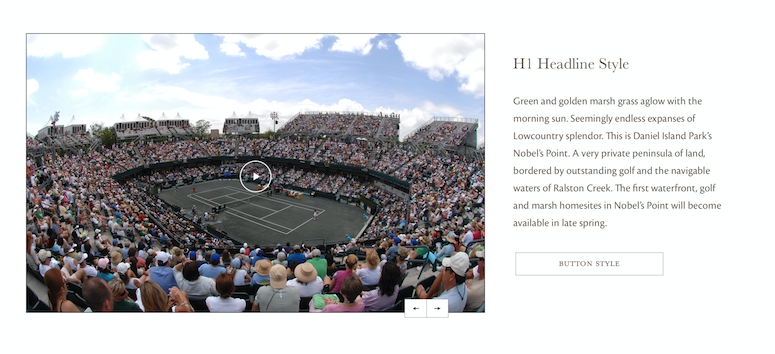 H1 Headline Style
Green and golden marsh grass aglow with the
morning sun. Seemingly endless expanses of
Lowcountry splendor. This is Daniel Island Park's
Nobel's Point. A very private peninsula of land,
bordered by outstanding golf and the navigable
waters of Ralston Creek. The first waterfront, golf
and marsh homesites in Nobel's Point will become
available in late spring.
BUTTON STYLE